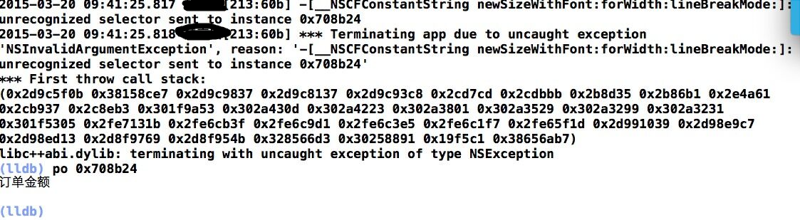 2015-03-20 09:41:25.817 [213:60b] -[__NSCFConstantString newSizeWithFont:forWidth:lineBreakMode:]:
unrecognized selector sent to instance 0x708b24
2015-03-20 09:41:25.818 [213:60b] *** Terminating app due to uncaught exception
'NSInvalidArgumentException', reason: '-[__NSCFConstantString newSizeWithFont:forWidth:lineBreakMode:]:
unrecognized selector sent to instance 0x708b24'
*** First throw call stack:
(0x2d9c5f0b 0x38158ce7 0x2d9c9837 0x2d9c8137 0x2d9c93c8 0x2cd7cd 0x2cdbbb 0x2b8d35 0x2b86b1 0x2e4a61
0x2cb937 0x2c8eb3 0x301f9a53 0x302a430d 0x302a4223 0x302a3801 0x302a3529 0x302a3299 0x302a3231
0x301f5305 0x2fe7131b 0x2fe6cb3f 0x2fe6c9d1 0x2fe6c3e5 0x2fe6c1f7 0x2fe65f1d 0x2d991039 0x2d98e9c7
0x2d98ed13 0x2d8f9769 0x2d8f954b 0x328566d3 0x30258891 0x19f5c1 0x38656ab7)
libc++abi.dylib: terminating with uncaught exception of type NSException
(lldb) po 0x708b24
订单金额
(lldb)